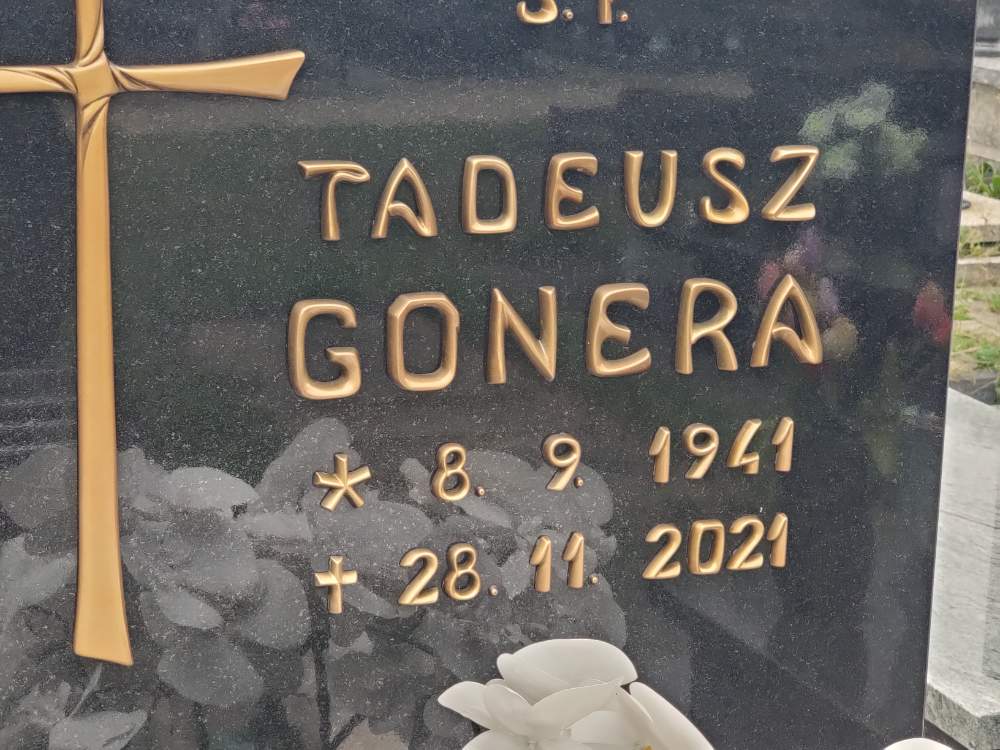 Ś. P.
TADEUSZ
GONERA
* 8. 9. 1941
+ 28. 11. 2021